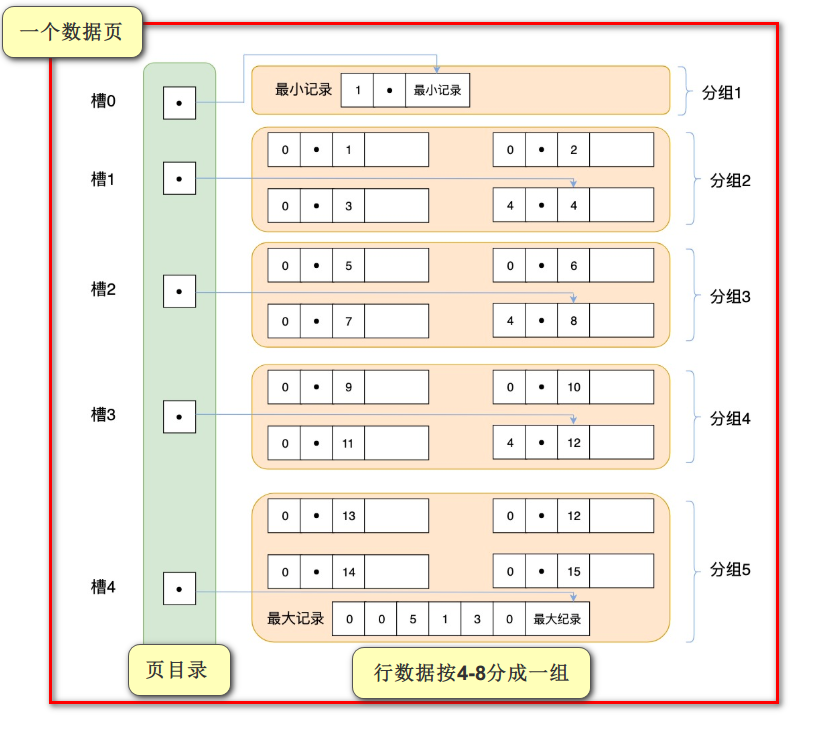 一个数据页
槽0
最小记录 1 • 最小记录
分组1
0 • 1
0 • 2
槽1
分组2
0 • 3
4 • 4
0 • 5
0 • 6
槽2
分组3
0 • 7
4 • 8
0 • 9
0 • 10
槽3
分组4
0 • 11
4 • 12
0 • 13
0 • 12
槽4
分组5
0 • 14
0 • 15
最大记录 0 0 5 1 3 0 最大纪录
页目录
行数据按4-8分成一组